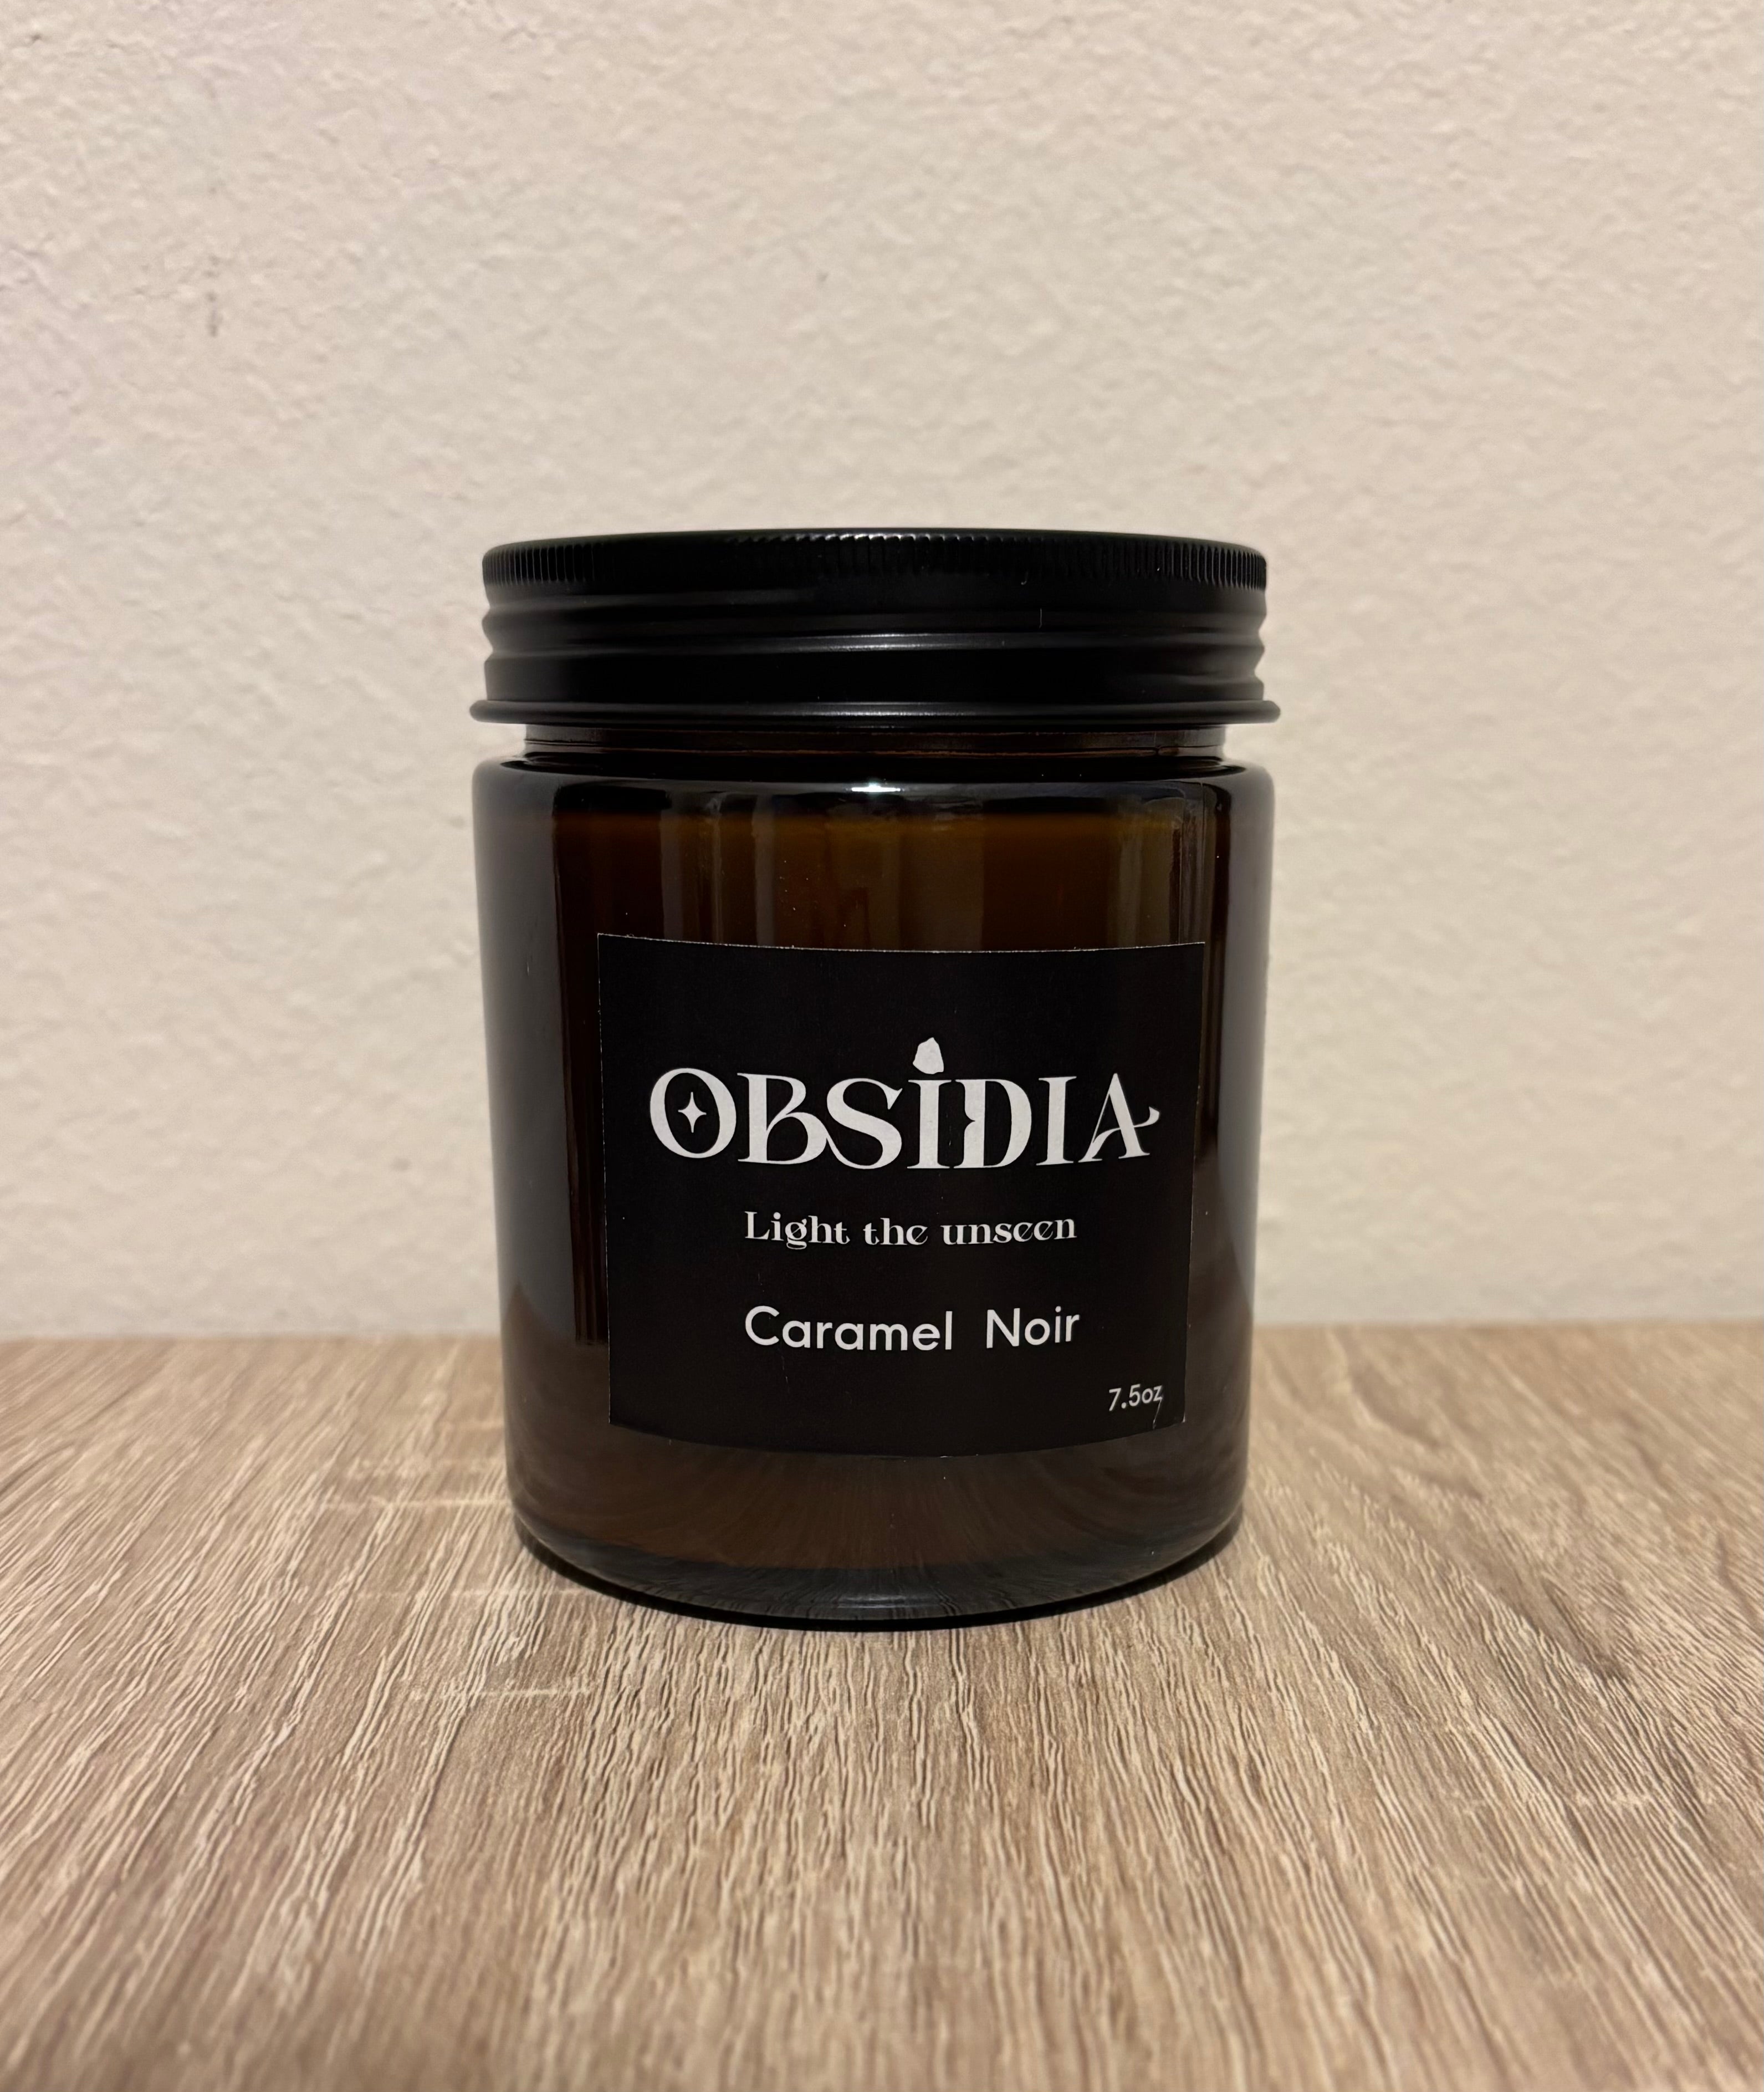 OBSIDIA
Light the unseen
Caramel Noir
7.5oz